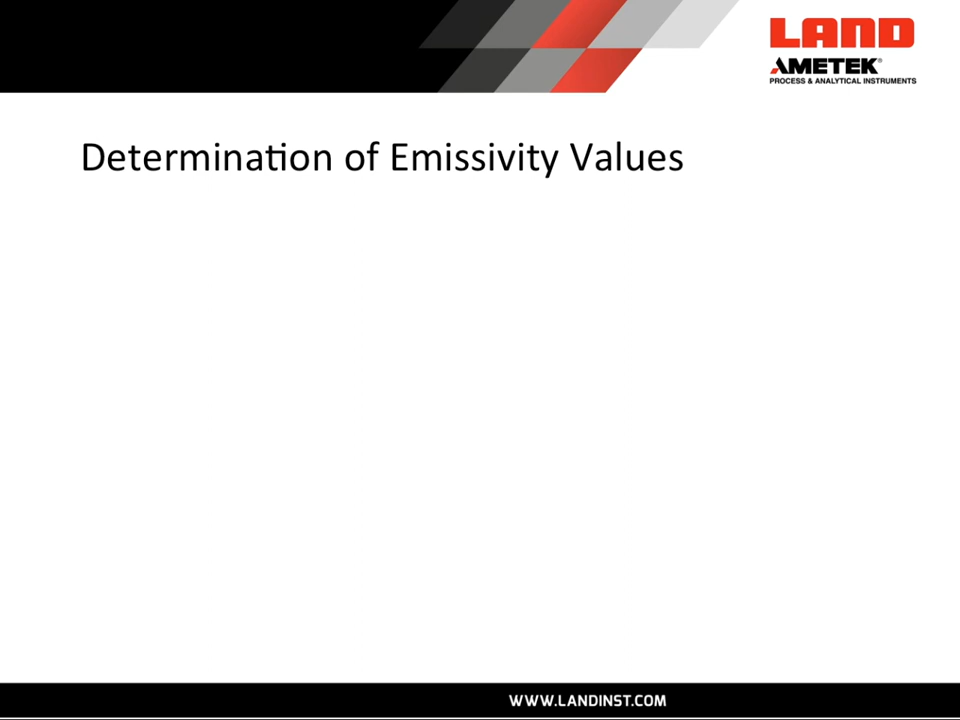 LAND
AMETEK®
PROCESS & ANALYTICAL INSTRUMENTS
Determination of Emissivity Values
WWW.LANDINST.COM